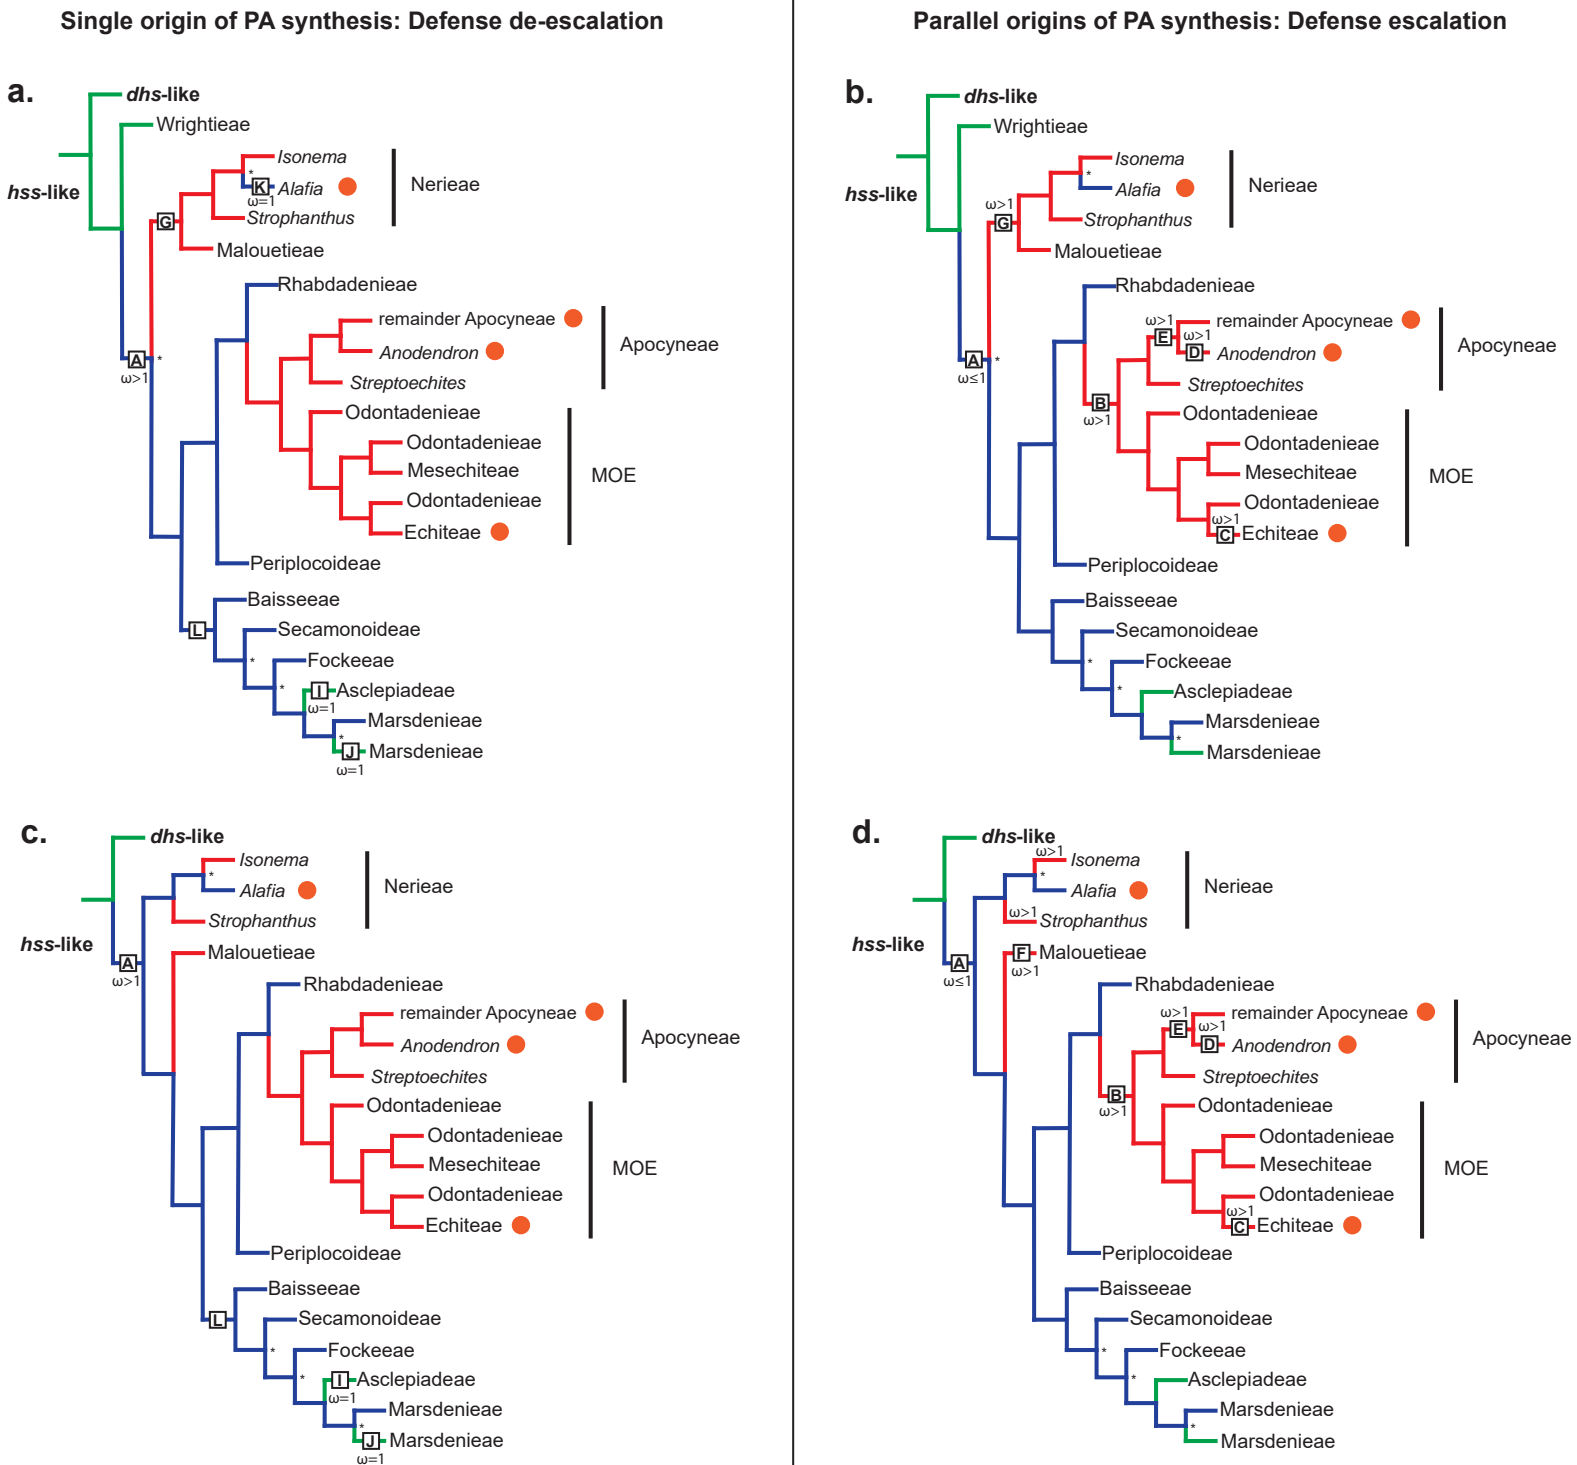 Single origin of PA synthesis: Defense de-escalation
Parallel origins of PA synthesis: Defense escalation
a.
dhs-like
Wrightieae
Isonema
*
K
Alafia
ω=1
Nerieae
hss-like
G
Strophanthus
Malouetieae
Rhabdadenieae
remainder Apocyneae
Anodendron
Apocyneae
A
*
ω>1
Streptoechites
Odontadenieae
Odontadenieae
Mesechiteae
MOE
Odontadenieae
Echiteae
Periplocoideae
Baisseeae
L
Secamonoideae
*
Fockeeae
*
I
Asclepiadeae
ω=1
Marsdenieae
*
J
Marsdenieae
ω=1
b.
dhs-like
Wrightieae
Isonema
*
Alafia
Nerieae
hss-like
ω>1
G
Strophanthus
Malouetieae
Rhabdadenieae
ω>1
remainder Apocyneae
E
ω>1
D
Anodendron
Apocyneae
A
*
ω≤1
Streptoechites
B
ω>1
Odontadenieae
Odontadenieae
Mesechiteae
MOE
Odontadenieae
ω>1
C
Echiteae
Periplocoideae
Baisseeae
Secamonoideae
*
Fockeeae
*
Asclepiadeae
Marsdenieae
*
Marsdenieae
c.
dhs-like
Isonema
*
Alafia
Nerieae
Strophanthus
hss-like
Malouetieae
A
ω>1
Rhabdadenieae
remainder Apocyneae
Anodendron
Apocyneae
Streptoechites
Odontadenieae
Odontadenieae
Mesechiteae
MOE
Odontadenieae
Echiteae
Periplocoideae
Baisseeae
L
Secamonoideae
*
Fockeeae
*
I
Asclepiadeae
ω=1
Marsdenieae
*
J
Marsdenieae
ω=1
d.
dhs-like
ω>1
Isonema
*
Alafia
Nerieae
ω>1
Strophanthus
hss-like
F
Malouetieae
ω>1
A
ω≤1
Rhabdadenieae
ω>1
remainder Apocyneae
E
ω>1
D
Anodendron
Apocyneae
Streptoechites
B
ω>1
Odontadenieae
Odontadenieae
Mesechiteae
MOE
Odontadenieae
ω>1
C
Echiteae
Periplocoideae
Baisseeae
Secamonoideae
*
Fockeeae
*
Asclepiadeae
Marsdenieae
*
Marsdenieae